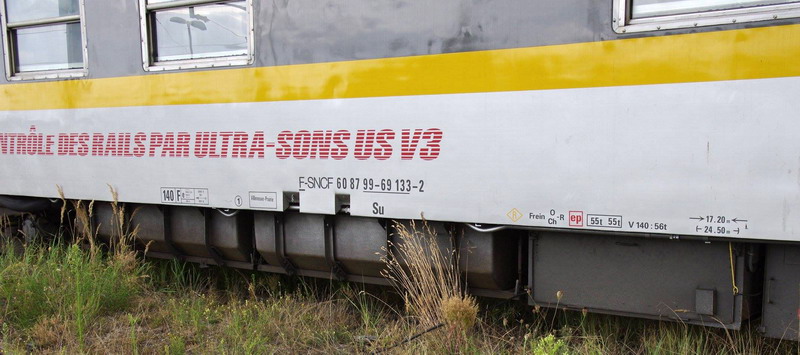 NTRÔLE DES RAILS PAR ULTRA-SONS US V3
F-SNCF 60 87 99-69 133-2
140 F
1
Su
R
Frein O
Ch -R
ep
55t 55t
V 140 : 56t
17.20 m
24.50 m